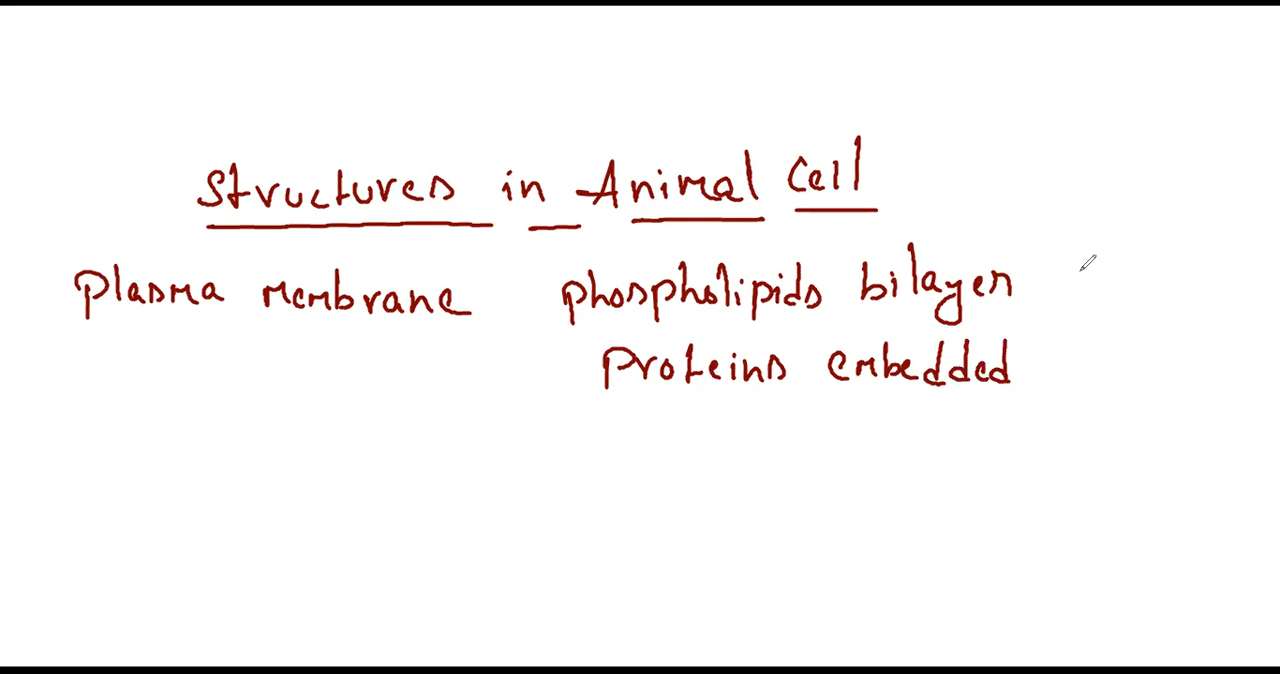 Structures in Animal Cell
Plasma membrane phospholipids bilayer
Proteins embedded